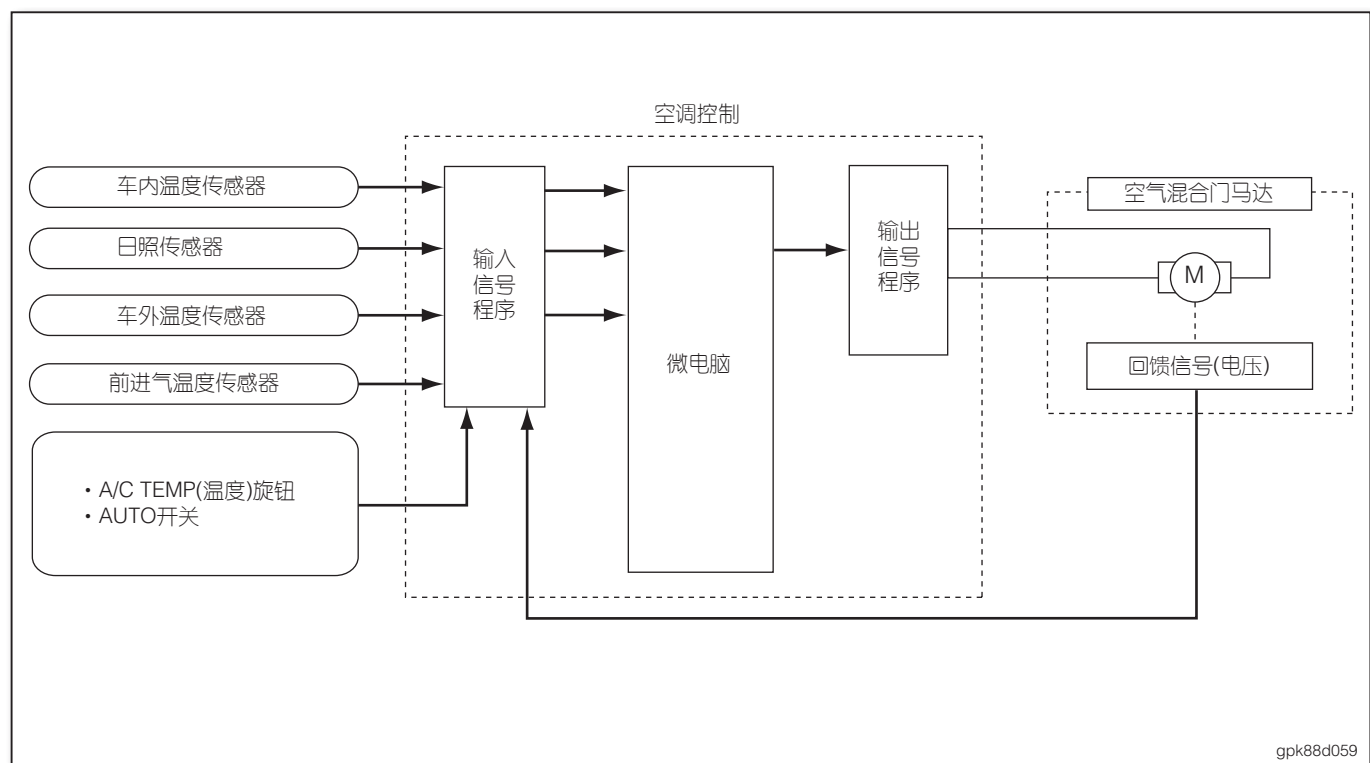 空调控制
车内温度传感器
日照传感器
车外温度传感器
前进气温度传感器
・A/C TEMP(温度)旋钮
・AUTO开关
输入
信号
程序
微电脑
输出
信号
程序
空气混合门马达
M
回馈信号(电压)
gpk88d059